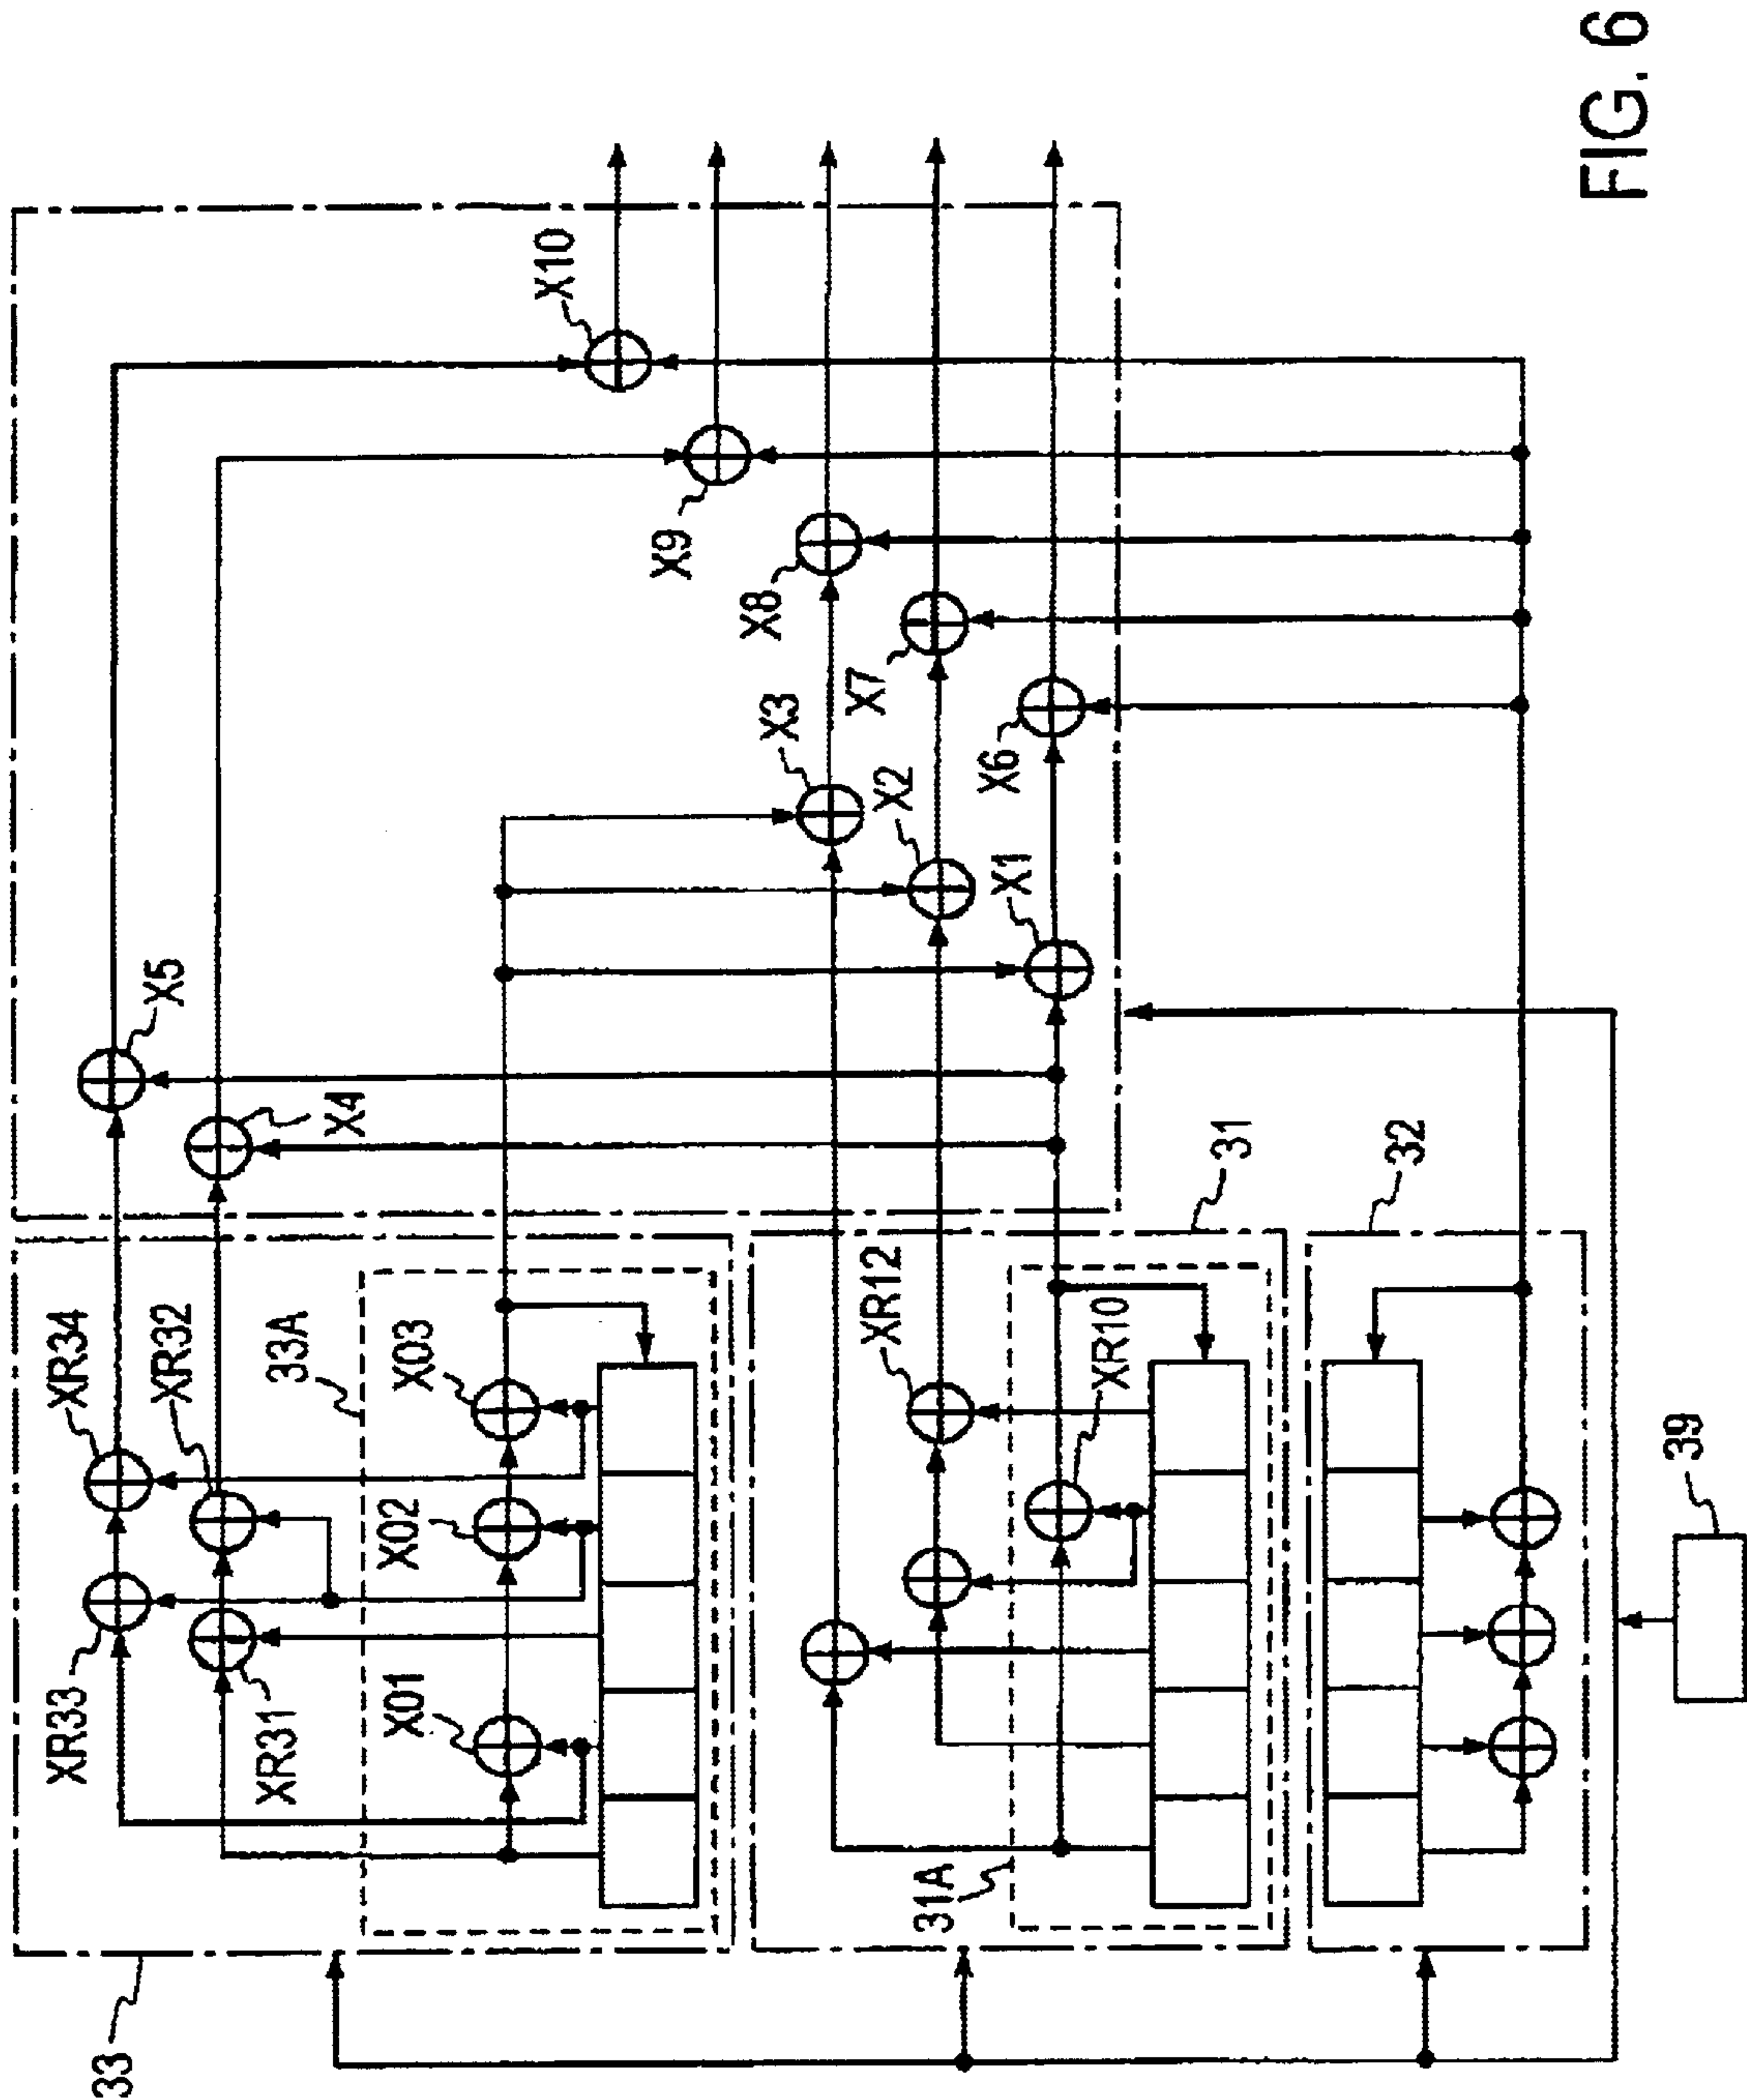 FIG. 6
X10
X9
X8
X7
X3
X6
X2
X1
X5
X4
31
32
XR34
XR32
33A
X03
XR12
XR10
39
X02
XR33
XR31
X01
31A
33